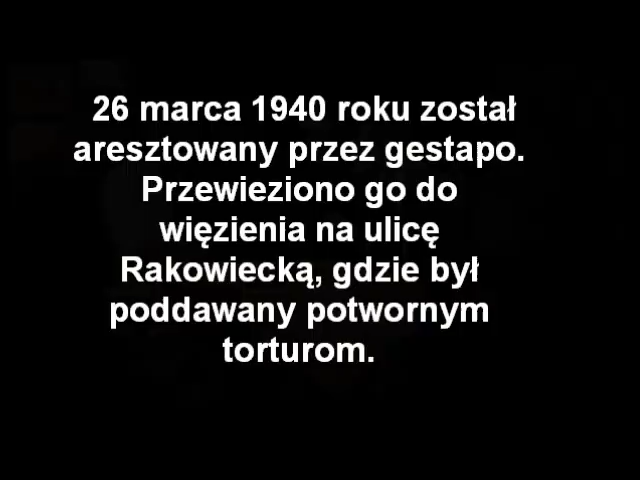 26 marca 1940 roku został
aresztowany przez gestapo.
Przewieziono go do
więzienia na ulicę
Rakowiecką, gdzie był
poddawany potwornym
torturom.